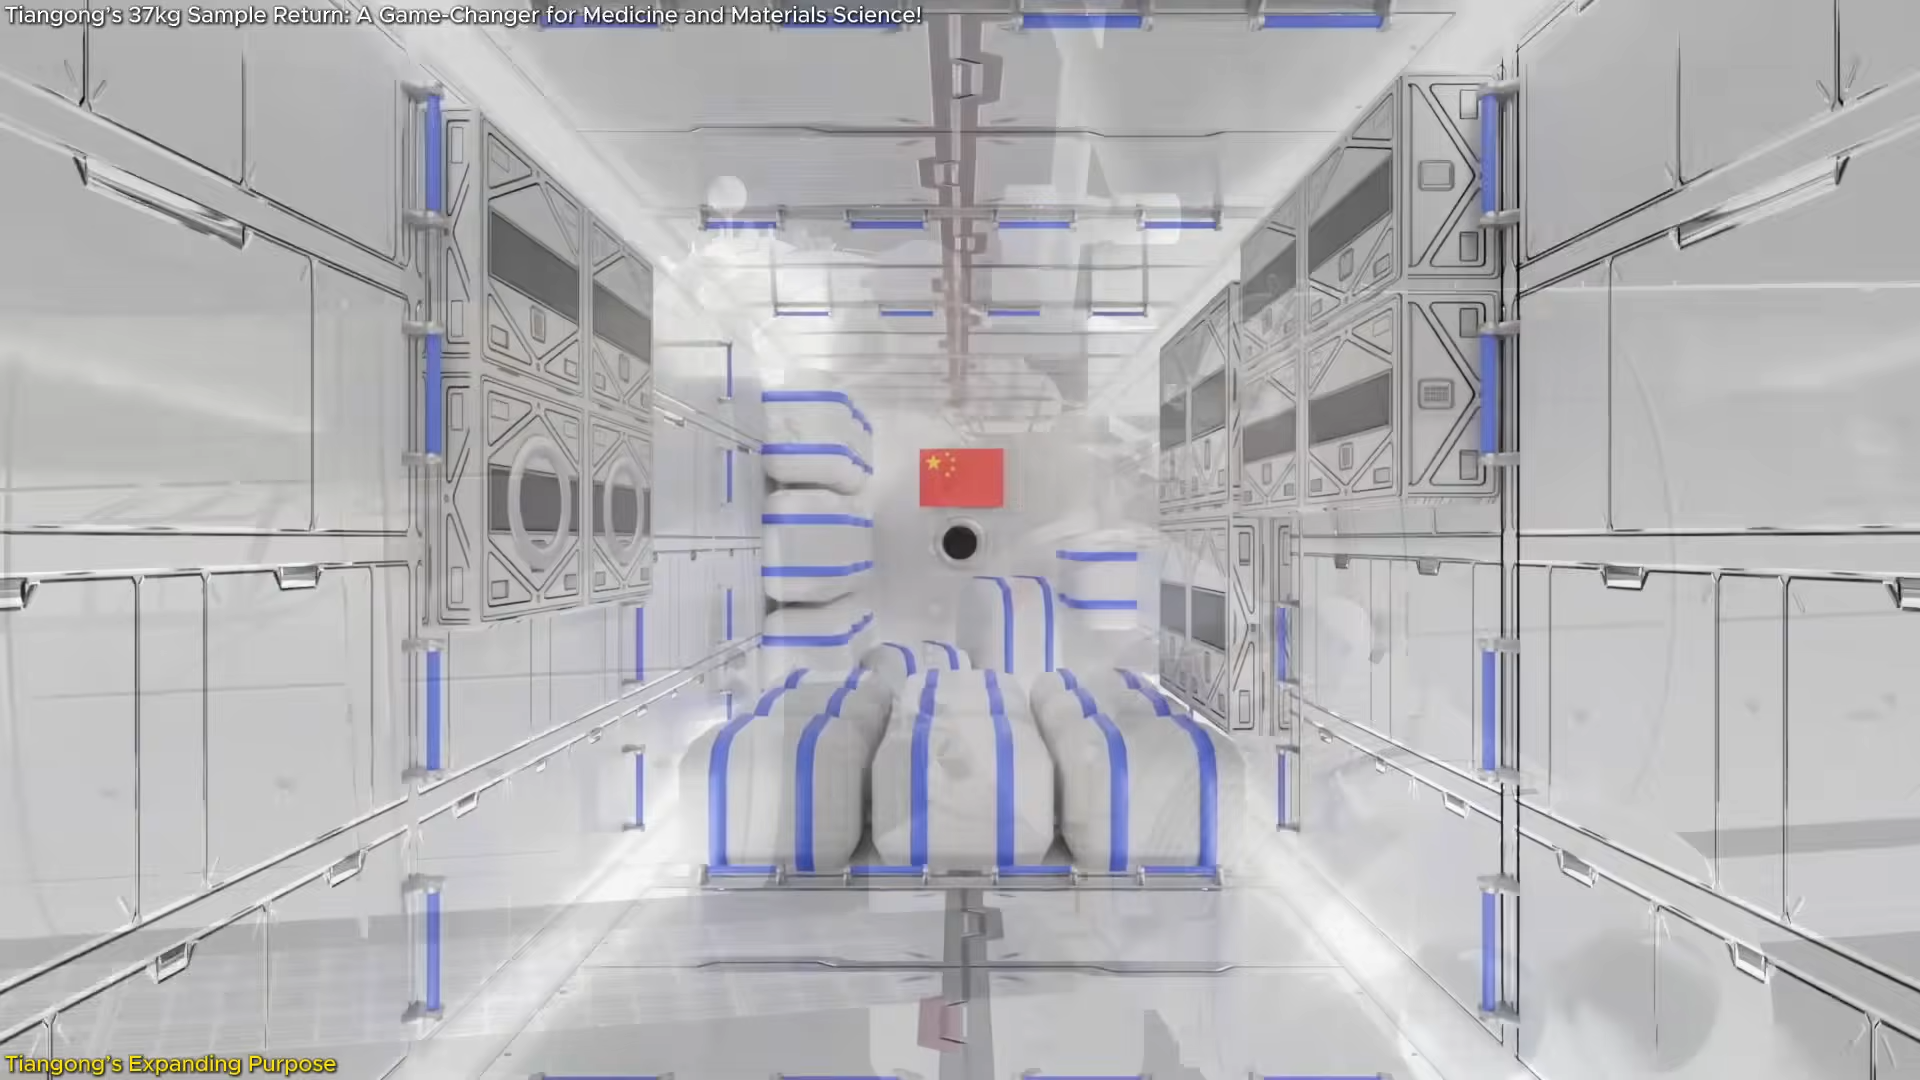 Tiangong’s 37kg Sample Return: A Game-Changer for Medicine and Materials Science!
Tiangong’s Expanding Purpose